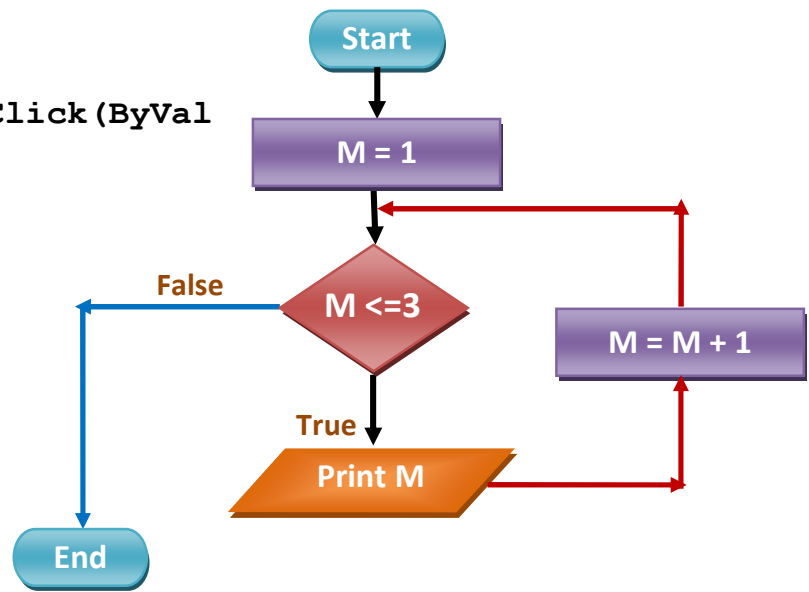 Start
Click(ByVal
M = 1
False
M <=3
M = M + 1
True
Print M
End